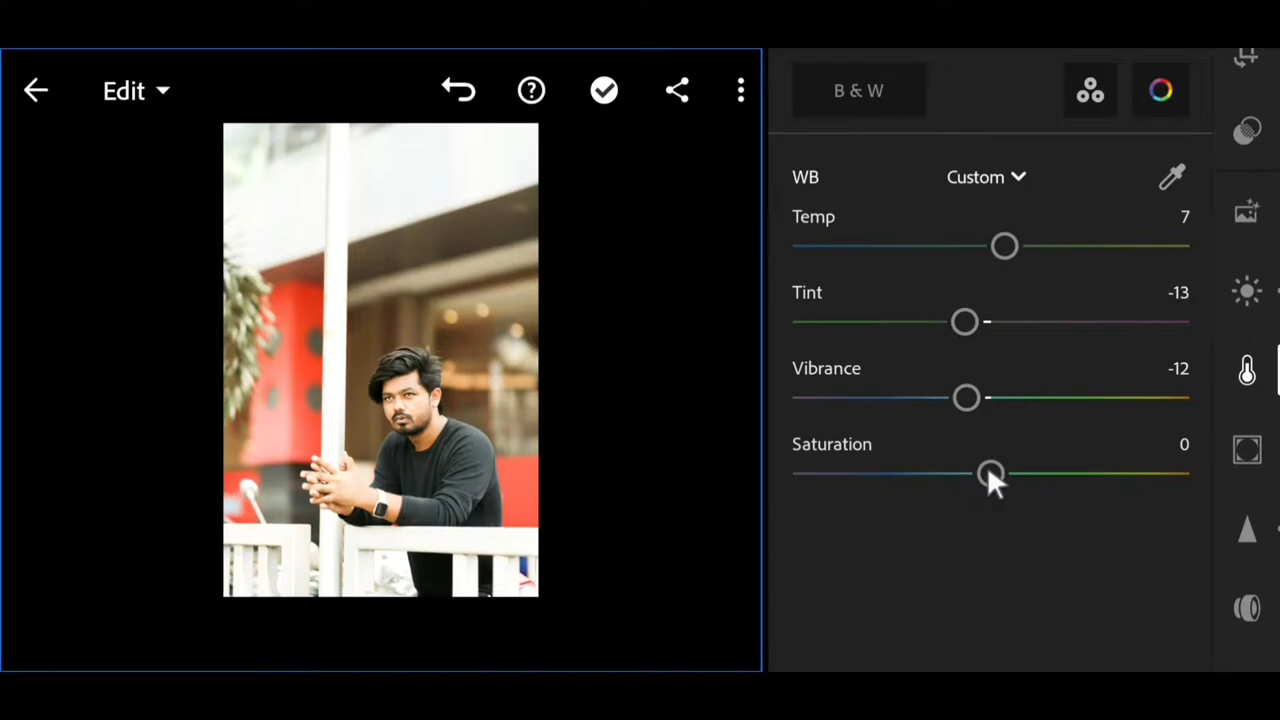 Edit
B & W
WB Custom
Temp 7
Tint -13
Vibrance -12
Saturation 0